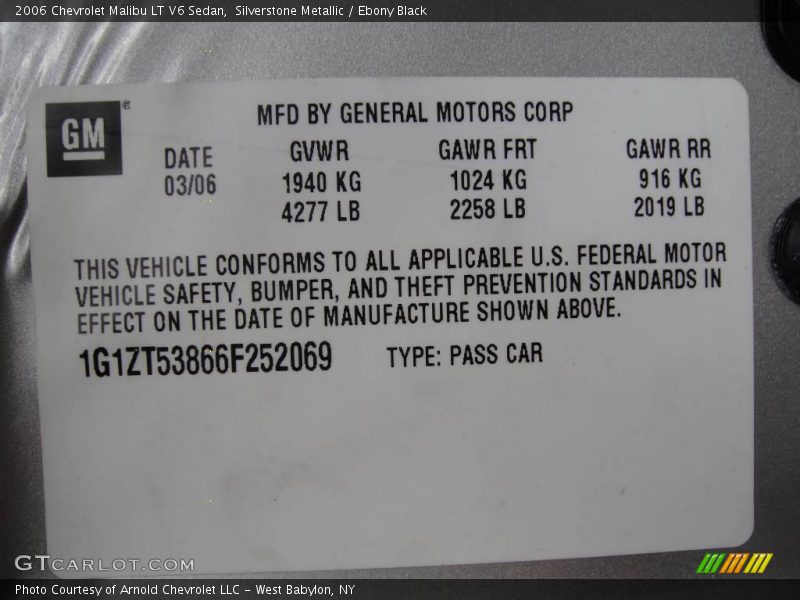 2006 Chevrolet Malibu LT V6 Sedan, Silverstone Metallic / Ebony Black
GM®
MFD BY GENERAL MOTORS CORP
DATE GVWR GAWR FRT GAWR RR
03/06 1940 KG 1024 KG 916 KG
4277 LB 2258 LB 2019 LB
THIS VEHICLE CONFORMS TO ALL APPLICABLE U.S. FEDERAL MOTOR
VEHICLE SAFETY, BUMPER, AND THEFT PREVENTION STANDARDS IN
EFFECT ON THE DATE OF MANUFACTURE SHOWN ABOVE.
1G1ZT53866F252069 TYPE: PASS CAR
GTCARLOT.COM
Photo Courtesy of Arnold Chevrolet LLC - West Babylon, NY